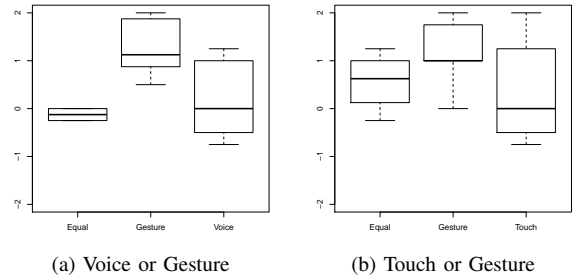 2
1
0
−1
−2
Equal Gesture Voice
2
1
0
−1
−2
Equal Gesture Touch
(a) Voice or Gesture
(b) Touch or Gesture